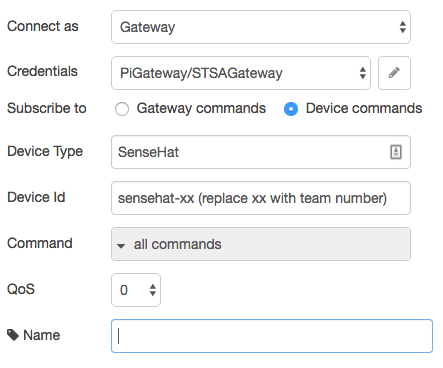 Connect as Gateway
Credentials PiGateway/STSAGateway
Subscribe to Gateway commands Device commands
Device Type SenseHat
Device Id sensehat-xx (replace xx with team number)
Command all commands
QoS 0
Name